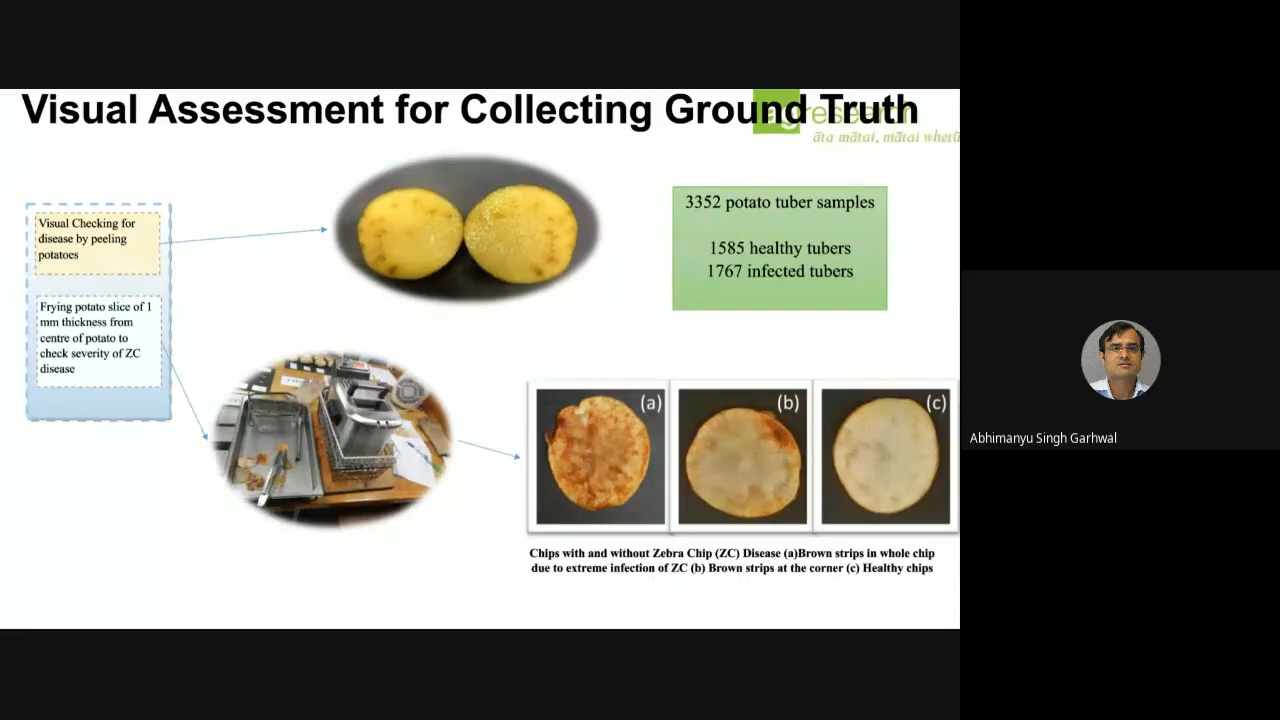 Visual Assessment for Collecting Ground Truth
āta mātai, mātai whetū
Visual Checking for
disease by peeling
potatoes
Frying potato slice of 1
mm thickness from
centre of potato to
check severity of ZC
disease
3352 potato tuber samples
1585 healthy tubers
1767 infected tubers
(a)
(b)
(c)
Chips with and without Zebra Chip (ZC) Disease (a)Brown strips in whole chip
due to extreme infection of ZC (b) Brown strips at the corner (c) Healthy chips
Abhimanyu Singh Garhwal